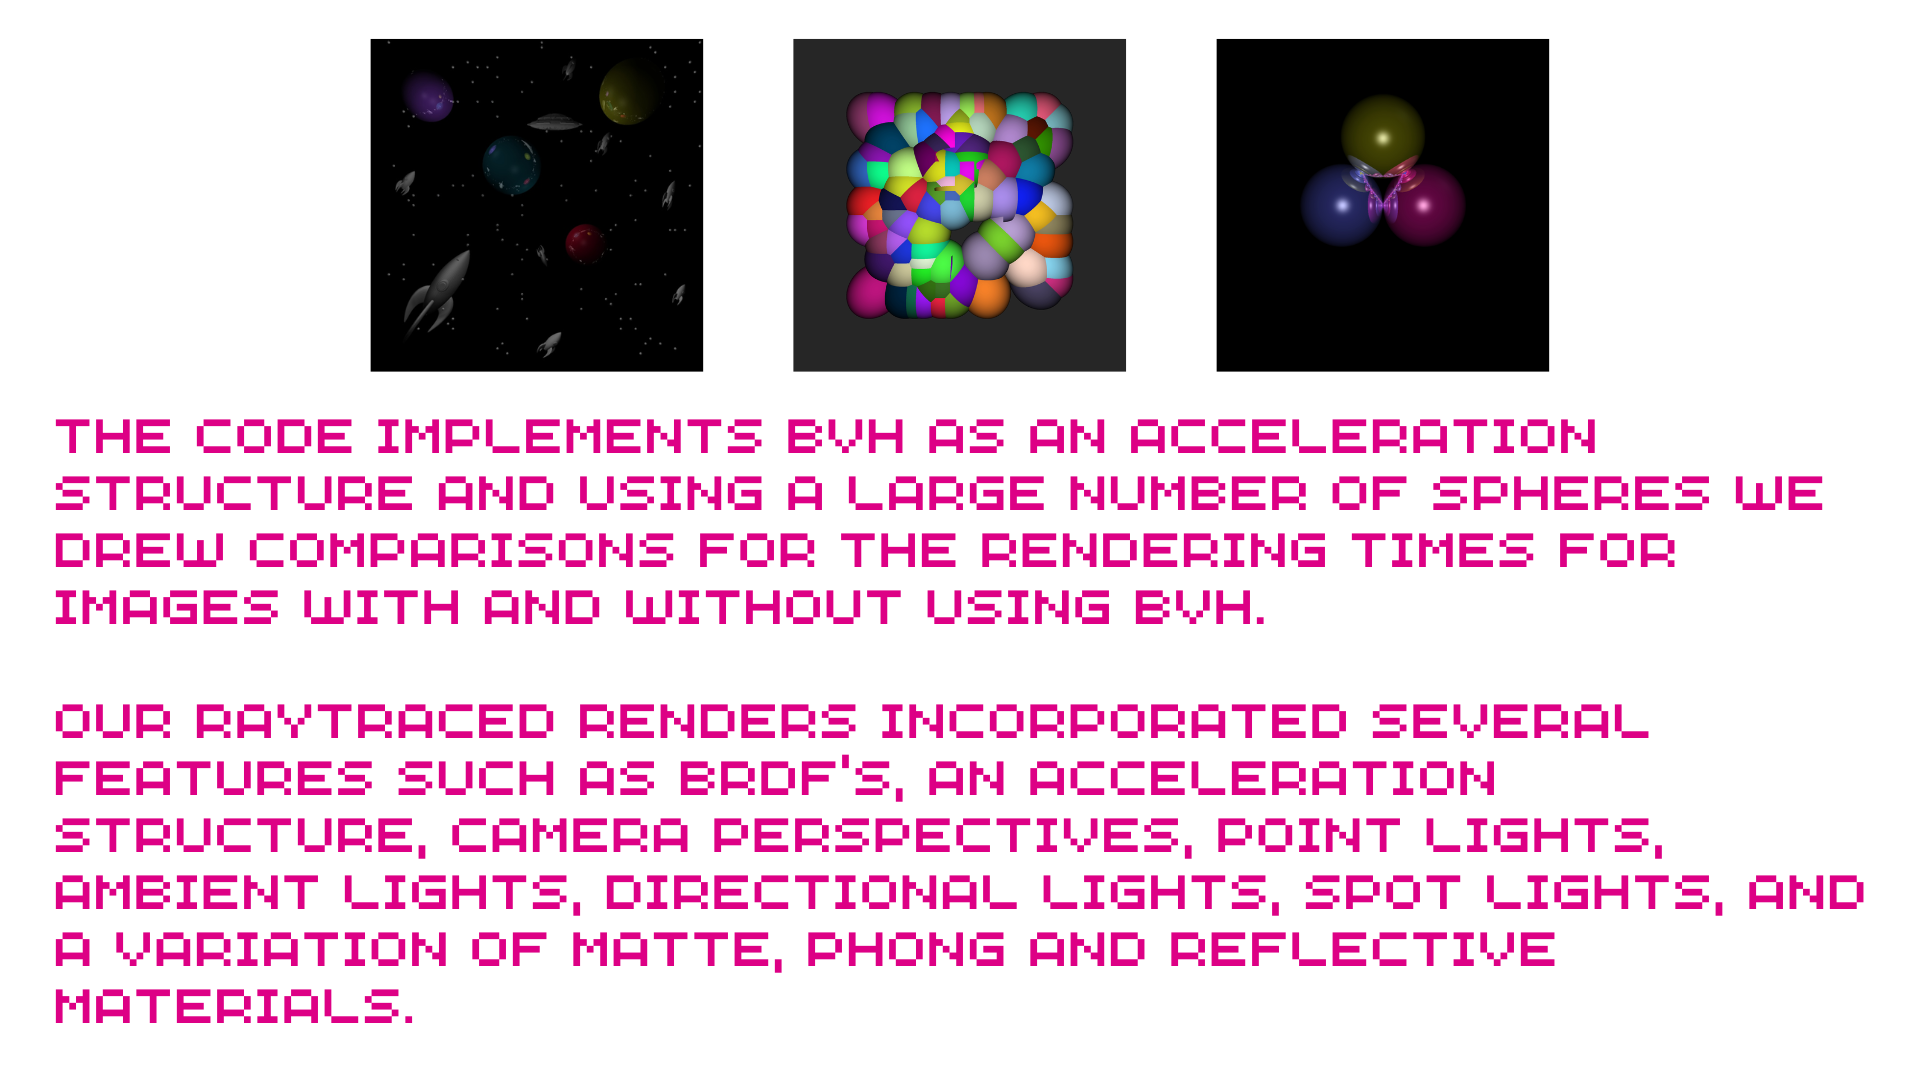 THE CODE IMPLEMENTS BVH AS AN ACCELERATION
STRUCTURE AND USING A LARGE NUMBER OF SPHERES WE
DREW COMPARISONS FOR THE RENDERING TIMES FOR
IMAGES WITH AND WITHOUT USING BVH.
OUR RAYTRACED RENDERS INCORPORATED SEVERAL
FEATURES SUCH AS BRDF'S, AN ACCELERATION
STRUCTURE, CAMERA PERSPECTIVES, POINT LIGHTS,
AMBIENT LIGHTS, DIRECTIONAL LIGHTS, SPOT LIGHTS, AND
A VARIATION OF MATTE, PHONG AND REFLECTIVE
MATERIALS.